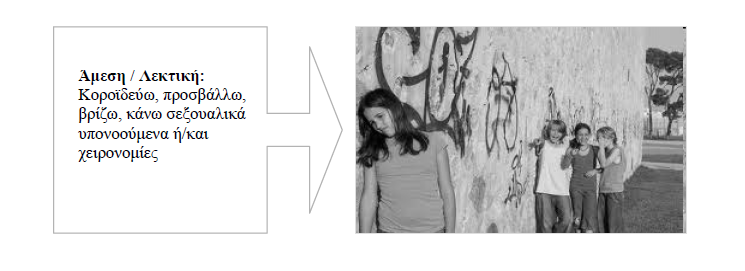 Άμεση / Λεκτική:
Κοροϊδεύω, προσβάλλω,
βρίζω, κάνω σεξουαλικά
υπονοούμενα ή/και
χειρονομίες